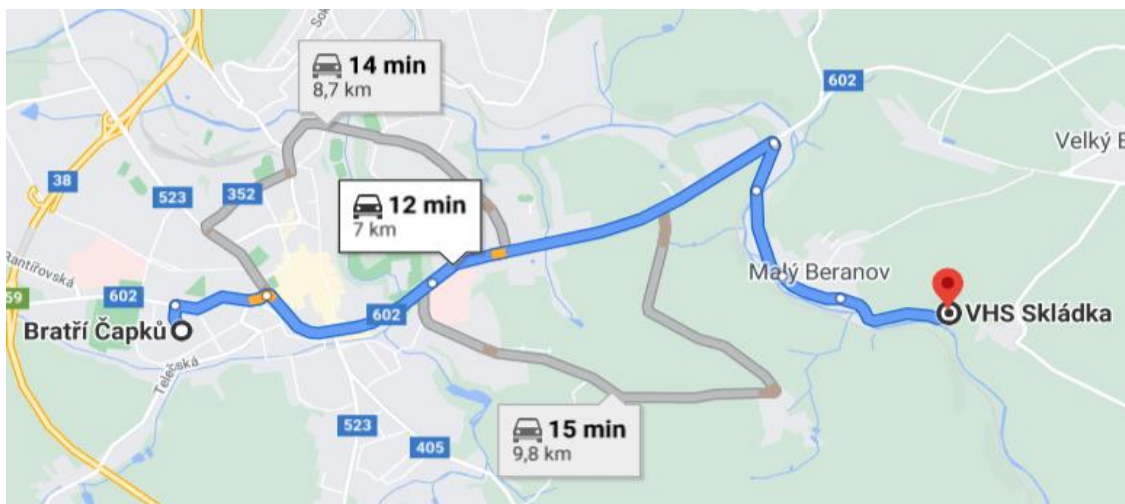 Sok
14 min
8,7 km
602
Velký B
38
523
352
12 min
7 km
Rantířovská
59
602
Malý Beranov
602
Bratří Čapků
VHS Skládka
Telečská
15 min
9,8 km
523
405